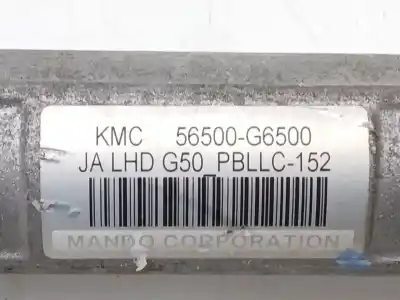 KMC 56500-G6500
JA LHD G50 PBLLC-152
MANDO CORPORATION